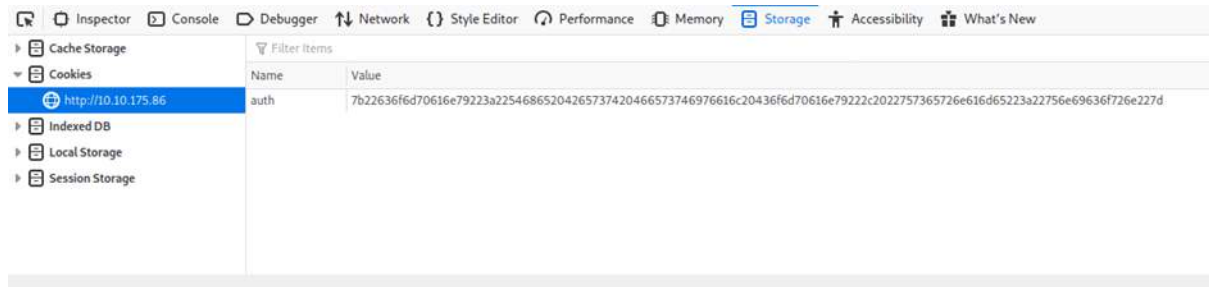 Inspector Console Debugger Network {} Style Editor Performance Memory Storage Accessibility What's New
Cache Storage
Filter Items
Cookies
Name Value
http://10.10.175.86
auth 7b22636f6d70616e79223a22546865204265737420466573746976616c20436f6d70616e79222c2022757365726e616d65223a22756e69636f726e227d
Indexed DB
Local Storage
Session Storage